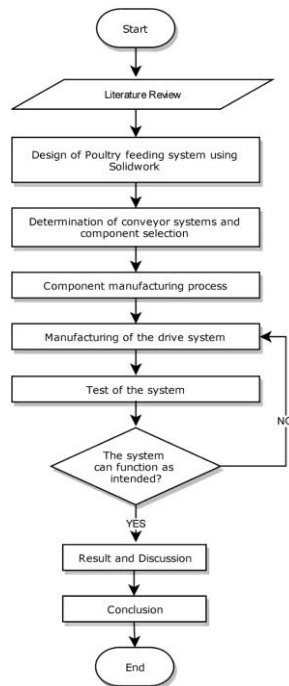 Start
Literature Review
Design of Poultry feeding system using
Solidwork
Determination of conveyor systems and
component selection
Component manufacturing process
Manufacturing of the drive system
Test of the system
The system
can function as
intended?
NO
YES
Result and Discussion
Conclusion
End